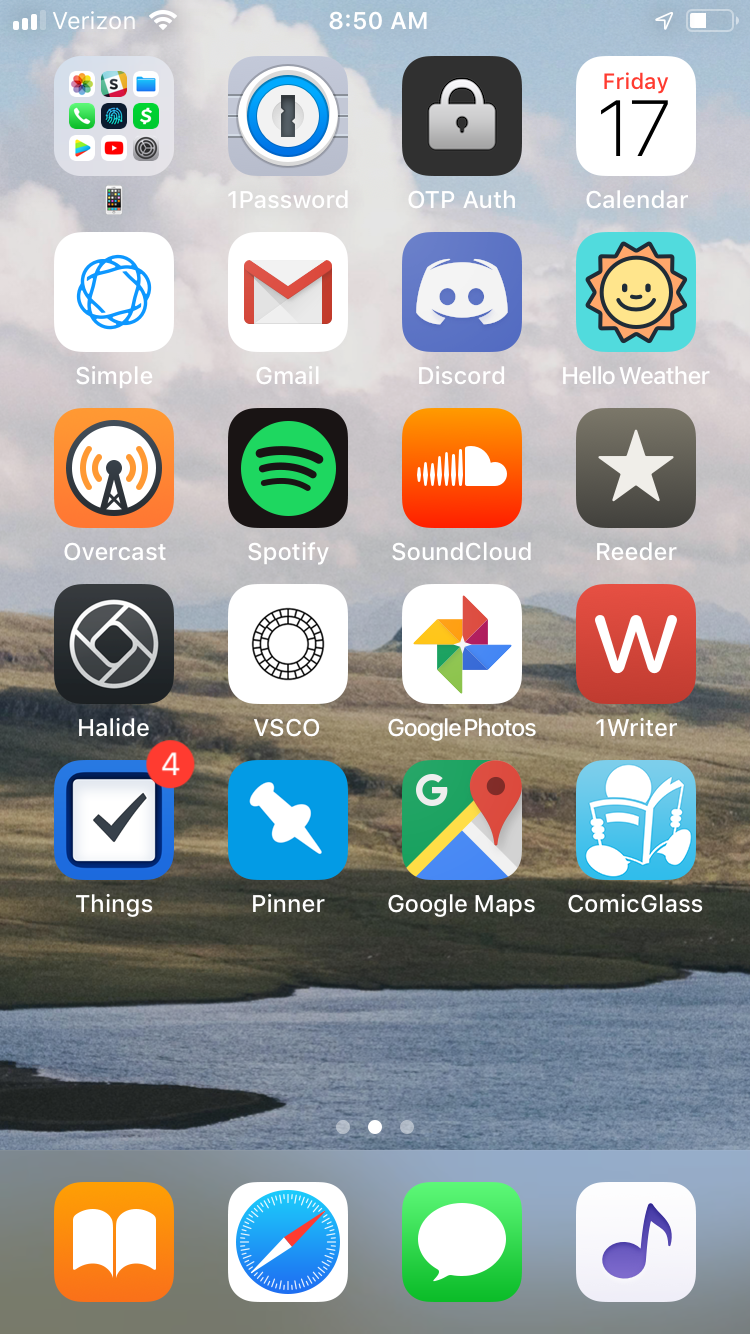 Verizon 8:50 AM
Friday
17
📱 1Password OTP Auth Calendar
Simple Gmail Discord Hello Weather
Overcast Spotify SoundCloud Reeder
W
Halide VSCO Google Photos 1Writer
4
G
Things Pinner Google Maps ComicGlass